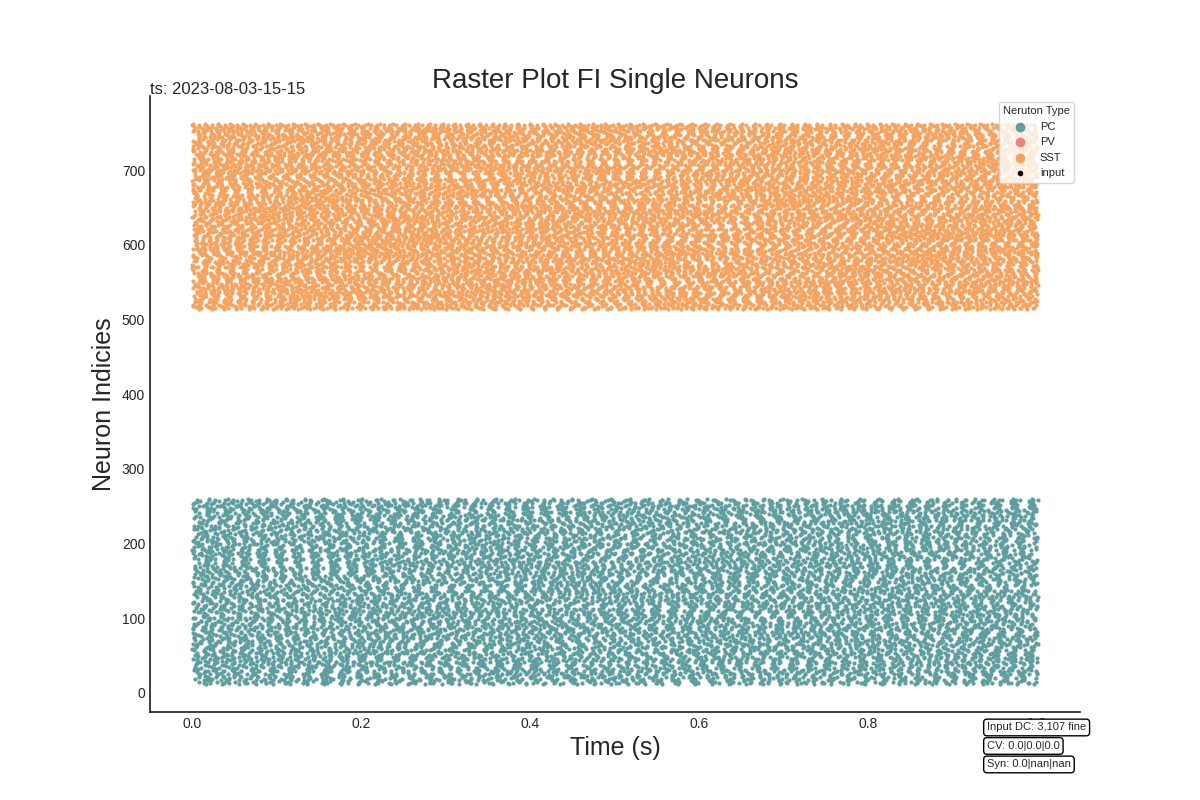 Raster Plot FI Single Neurons
ts: 2023-08-03-15-15
Neruton Type
PC
PV
SST
input
Neuron Indicies
700
600
500
400
300
200
100
0
0.0 0.2 0.4 0.6 0.8
Time (s)
Input DC: 3,107 fine
CV: 0.0|0.0|0.0
Syn: 0.0|nan|nan